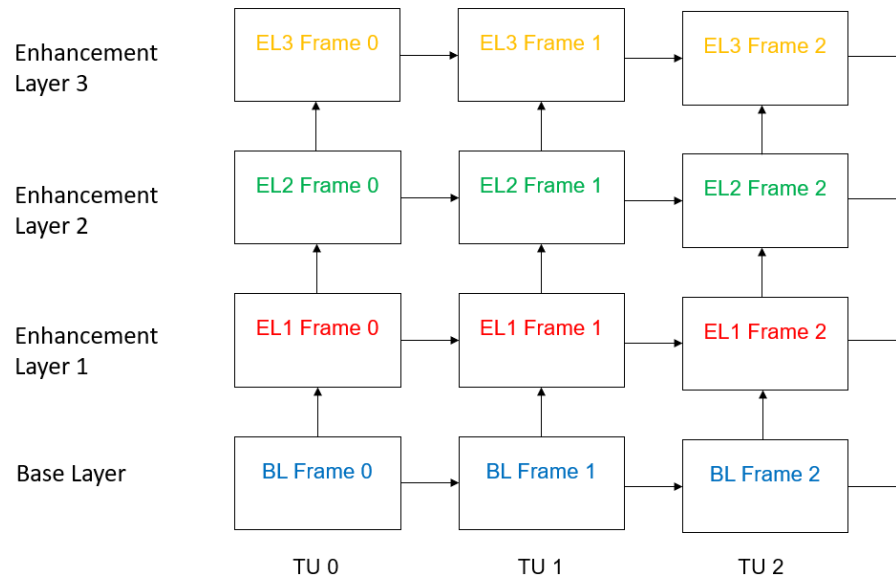 Enhancement
Layer 3
EL3 Frame 0
EL3 Frame 1
EL3 Frame 2
Enhancement
Layer 2
EL2 Frame 0
EL2 Frame 1
EL2 Frame 2
Enhancement
Layer 1
EL1 Frame 0
EL1 Frame 1
EL1 Frame 2
Base Layer
BL Frame 0
BL Frame 1
BL Frame 2
TU 0
TU 1
TU 2